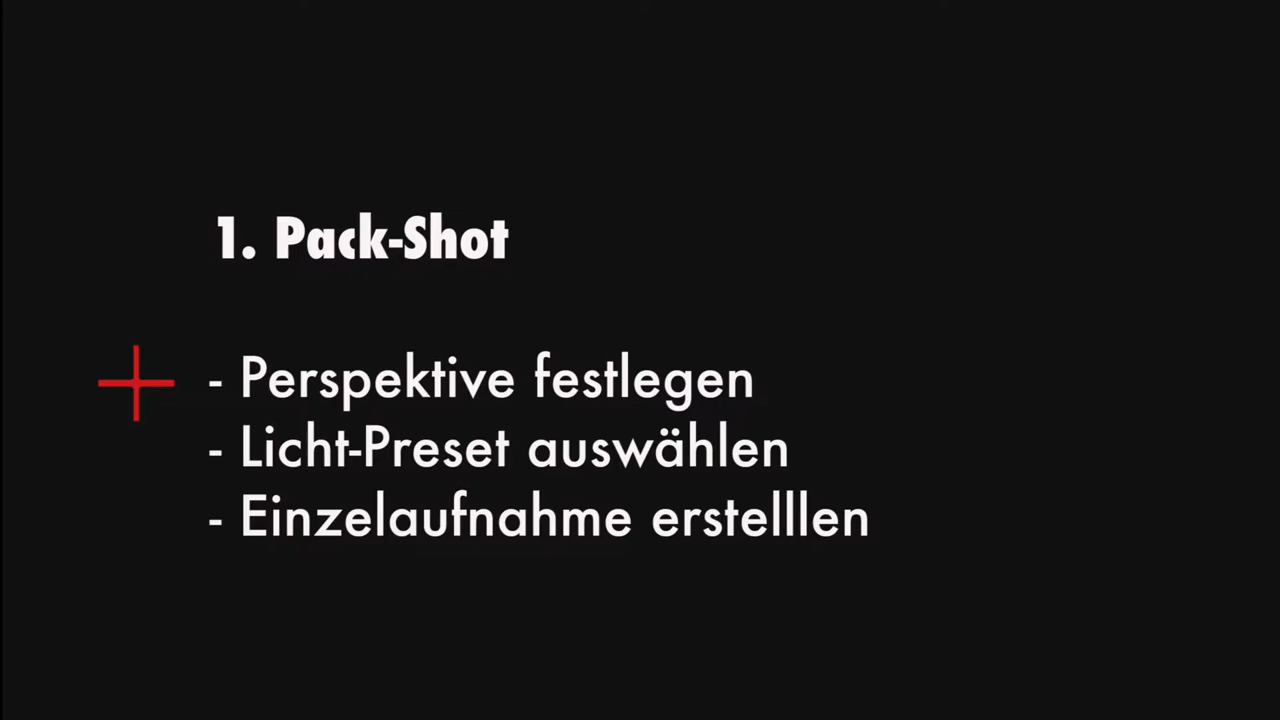 1. Pack-Shot
- Perspektive festlegen
- Licht-Preset auswählen
- Einzelaufnahme erstelllen